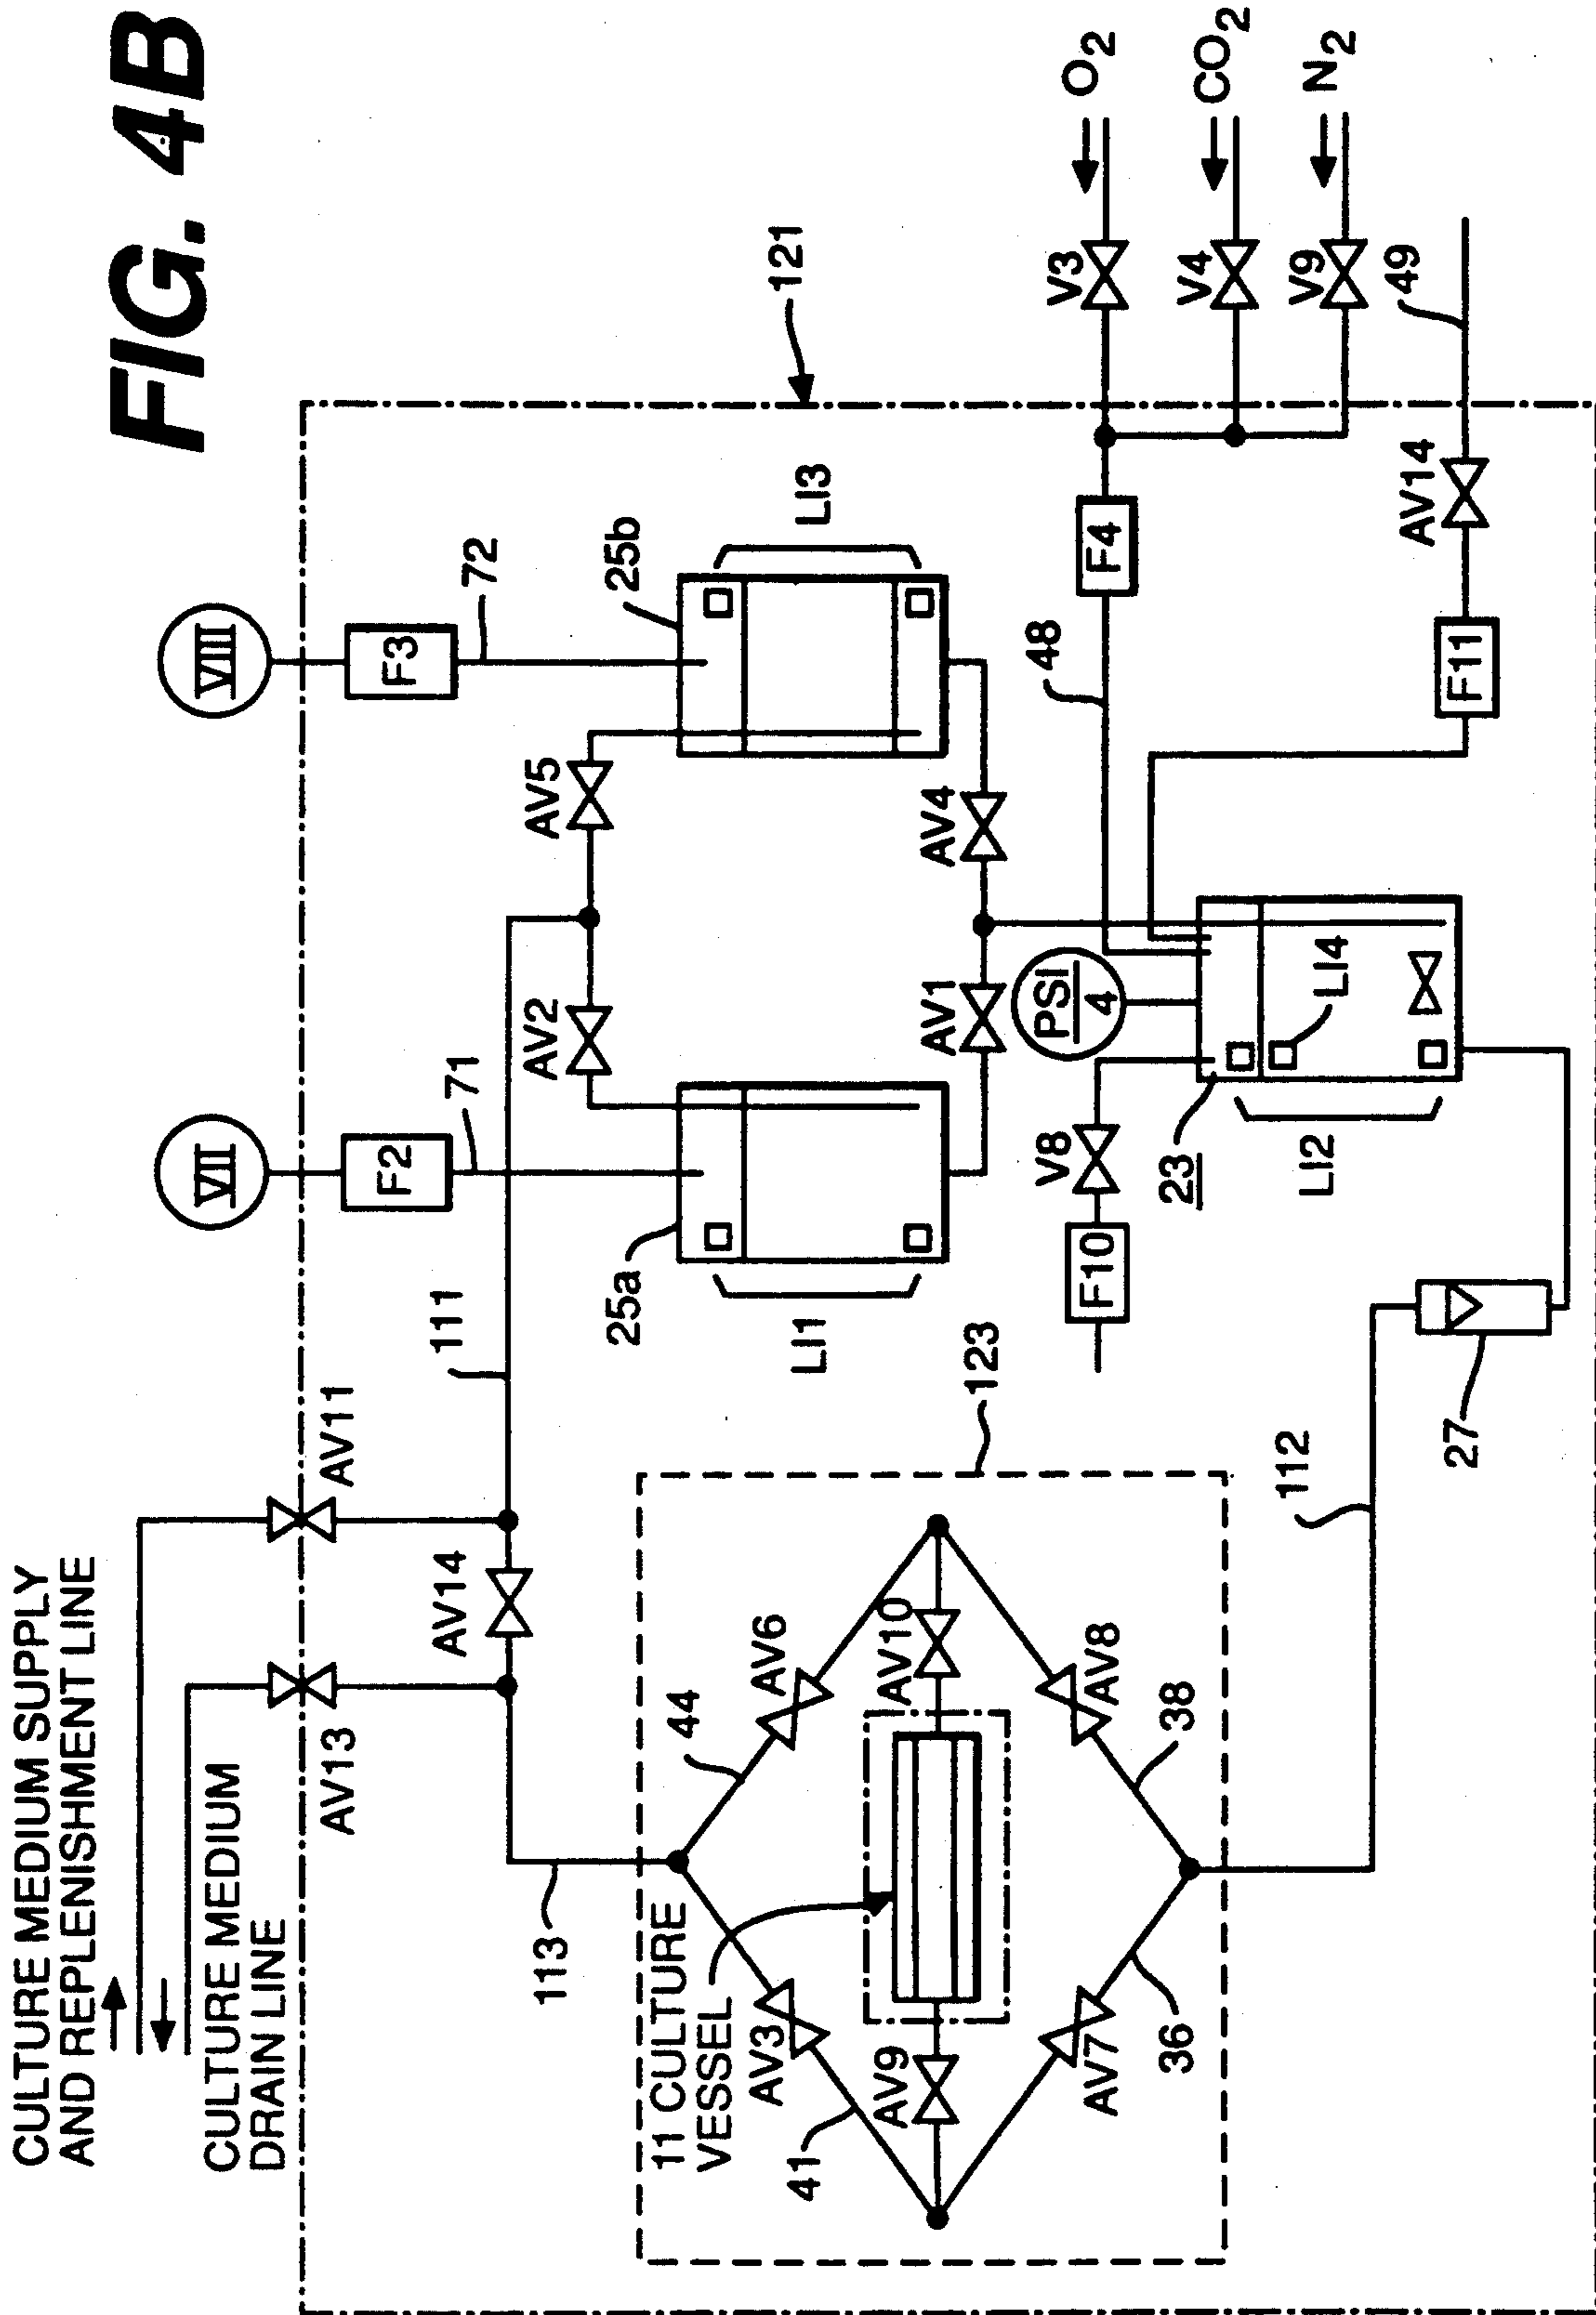 FIG. 4B
CULTURE MEDIUM SUPPLY
AND REPLENISHMENT LINE
CULTURE MEDIUM
DRAIN LINE
AV13
AV11
VII
VIII
F2
F3
71
72
111
AV14
113
AV2
AV5
25a
25b
LI1
LI3
121
11 CULTURE
VESSEL
44
AV6
AV3
41
AV9
AV10
AV7
AV8
36
38
123
112
27
AV1
AV4
PSI
4
V8
F10
23
LI2
LI4
48
F4
F11
AV14
49
V3
V4
V9
O2
CO2
N2